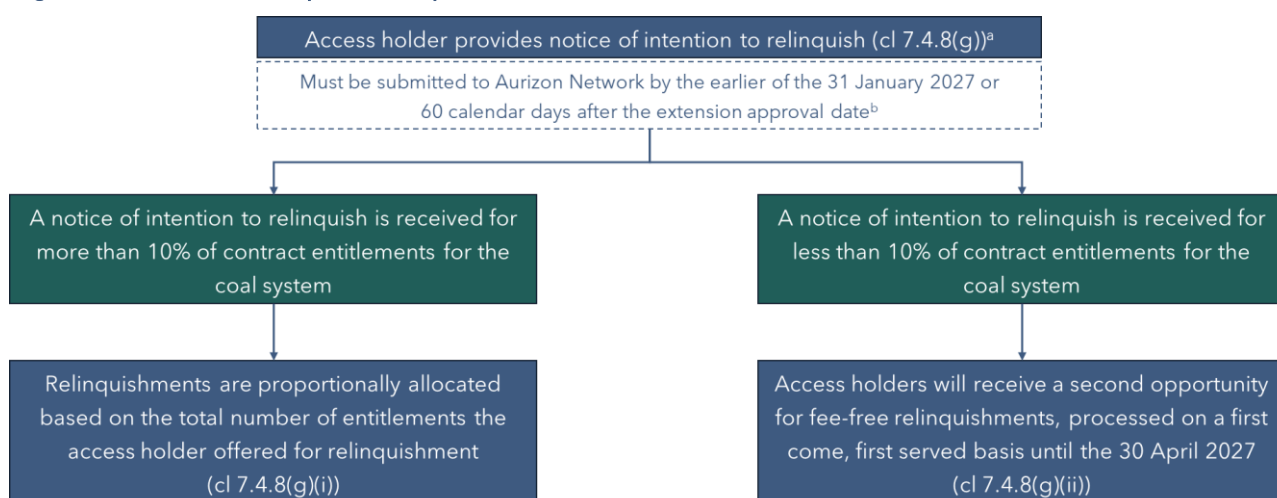 Access holder provides notice of intention to relinquish (cl 7.4.8(g))ᵃ
Must be submitted to Aurizon Network by the earlier of the 31 January 2027 or
60 calendar days after the extension approval dateᵇ
A notice of intention to relinquish is received for
more than 10% of contract entitlements for the
coal system
A notice of intention to relinquish is received for
less than 10% of contract entitlements for the
coal system
Relinquishments are proportionally allocated
based on the total number of entitlements the
access holder offered for relinquishment
(cl 7.4.8(g)(i))
Access holders will receive a second opportunity
for fee-free relinquishments, processed on a first
come, first served basis until the 30 April 2027
(cl 7.4.8(g)(ii))